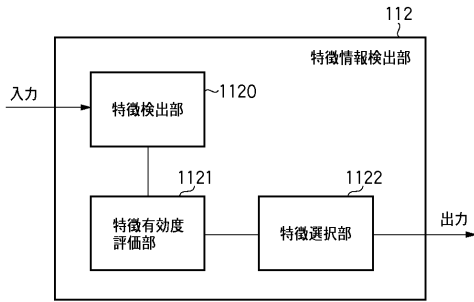 112
特徴情報検出部
入力
特徴検出部
1120
1121
1122
特徴有効度
評価部
特徴選択部
出力